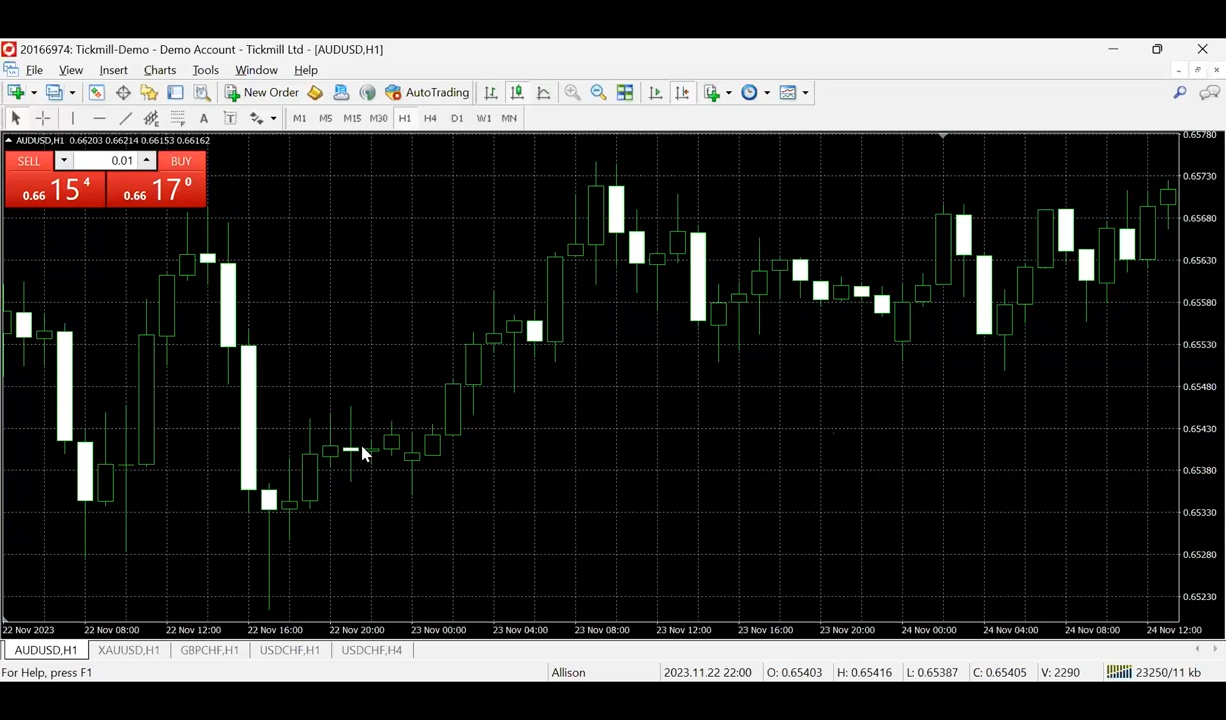 20166974: Tickmill-Demo - Demo Account - Tickmill Ltd - [AUDUSD,H1]
File View Insert Charts Tools Window Help
New Order AutoTrading
A T M1 M5 M15 M30 H1 H4 D1 W1 MN
AUDUSD,H1 0.66203 0.66214 0.66153 0.66162
SELL 0.01 BUY
0.66 15 4 0.66 17 0
0.65780
0.65730
0.65680
0.65630
0.65580
0.65530
0.65480
0.65430
0.65380
0.65330
0.65280
0.65230
22 Nov 2023 22 Nov 08:00 22 Nov 12:00 22 Nov 16:00 22 Nov 20:00 23 Nov 00:00 23 Nov 04:00 23 Nov 08:00 23 Nov 12:00 23 Nov 16:00 23 Nov 20:00 24 Nov 00:00 24 Nov 04:00 24 Nov 08:00 24 Nov 12:00
AUDUSD,H1 XAUUSD,H1 GBPCHF,H1 USDCHF,H1 USDCHF,H4
For Help, press F1 Allison 2023.11.22 22:00 O: 0.65403 H: 0.65416 L: 0.65387 C: 0.65405 V: 2290 23250/11 kb